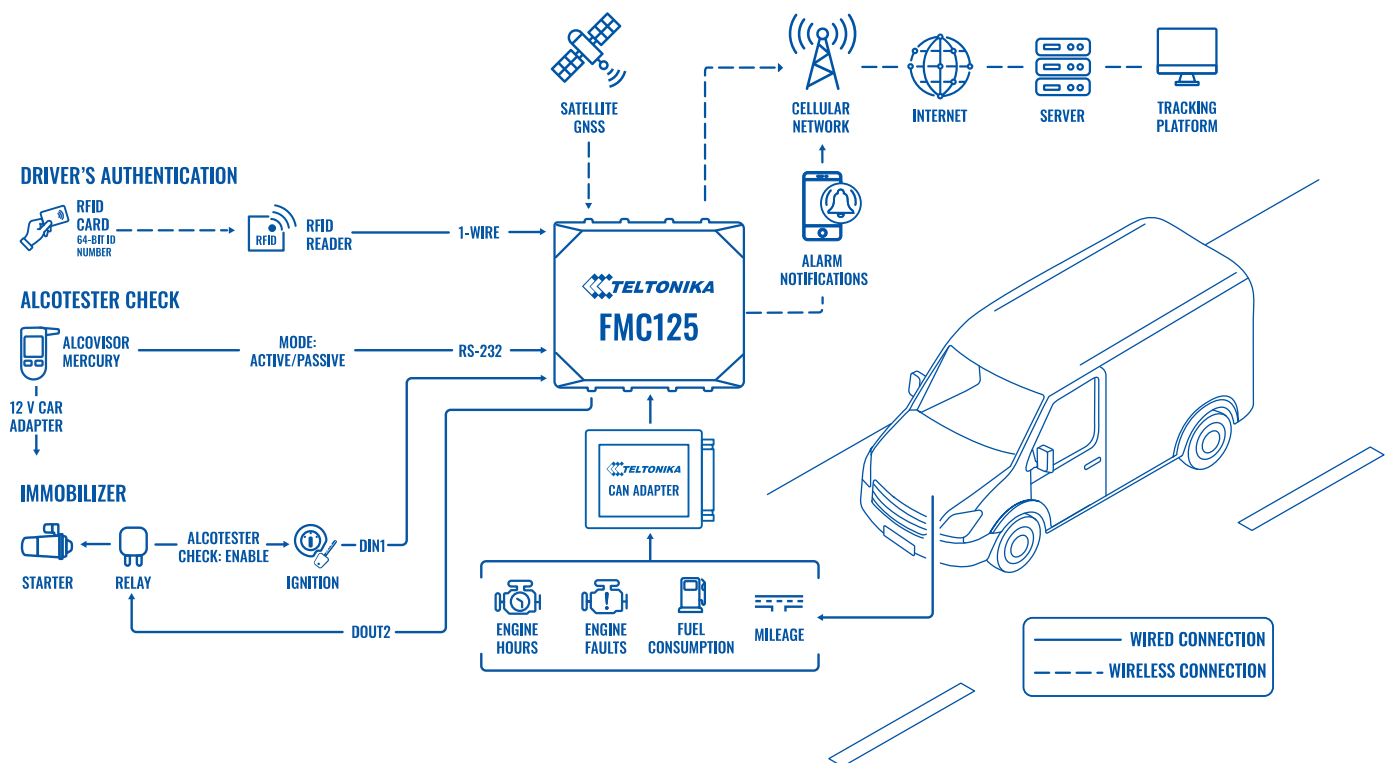 SATELLITE
GNSS
CELLULAR
NETWORK
INTERNET
SERVER
TRACKING
PLATFORM
DRIVER'S AUTHENTICATION
RFID
CARD
64-BIT ID
NUMBER
RFID
RFID
READER
1-WIRE
ALARM
NOTIFICATIONS
TELTONIKA
FMC125
ALCOTESTER CHECK
ALCOVISOR
MERCURY
MODE:
ACTIVE/PASSIVE
RS-232
12 V CAR
ADAPTER
TELTONIKA
CAN ADAPTER
IMMOBILIZER
STARTER
RELAY
ALCOTESTER
CHECK: ENABLE
IGNITION
DIN1
DOUT2
ENGINE
HOURS
ENGINE
FAULTS
FUEL
CONSUMPTION
MILEAGE
WIRED CONNECTION
WIRELESS CONNECTION